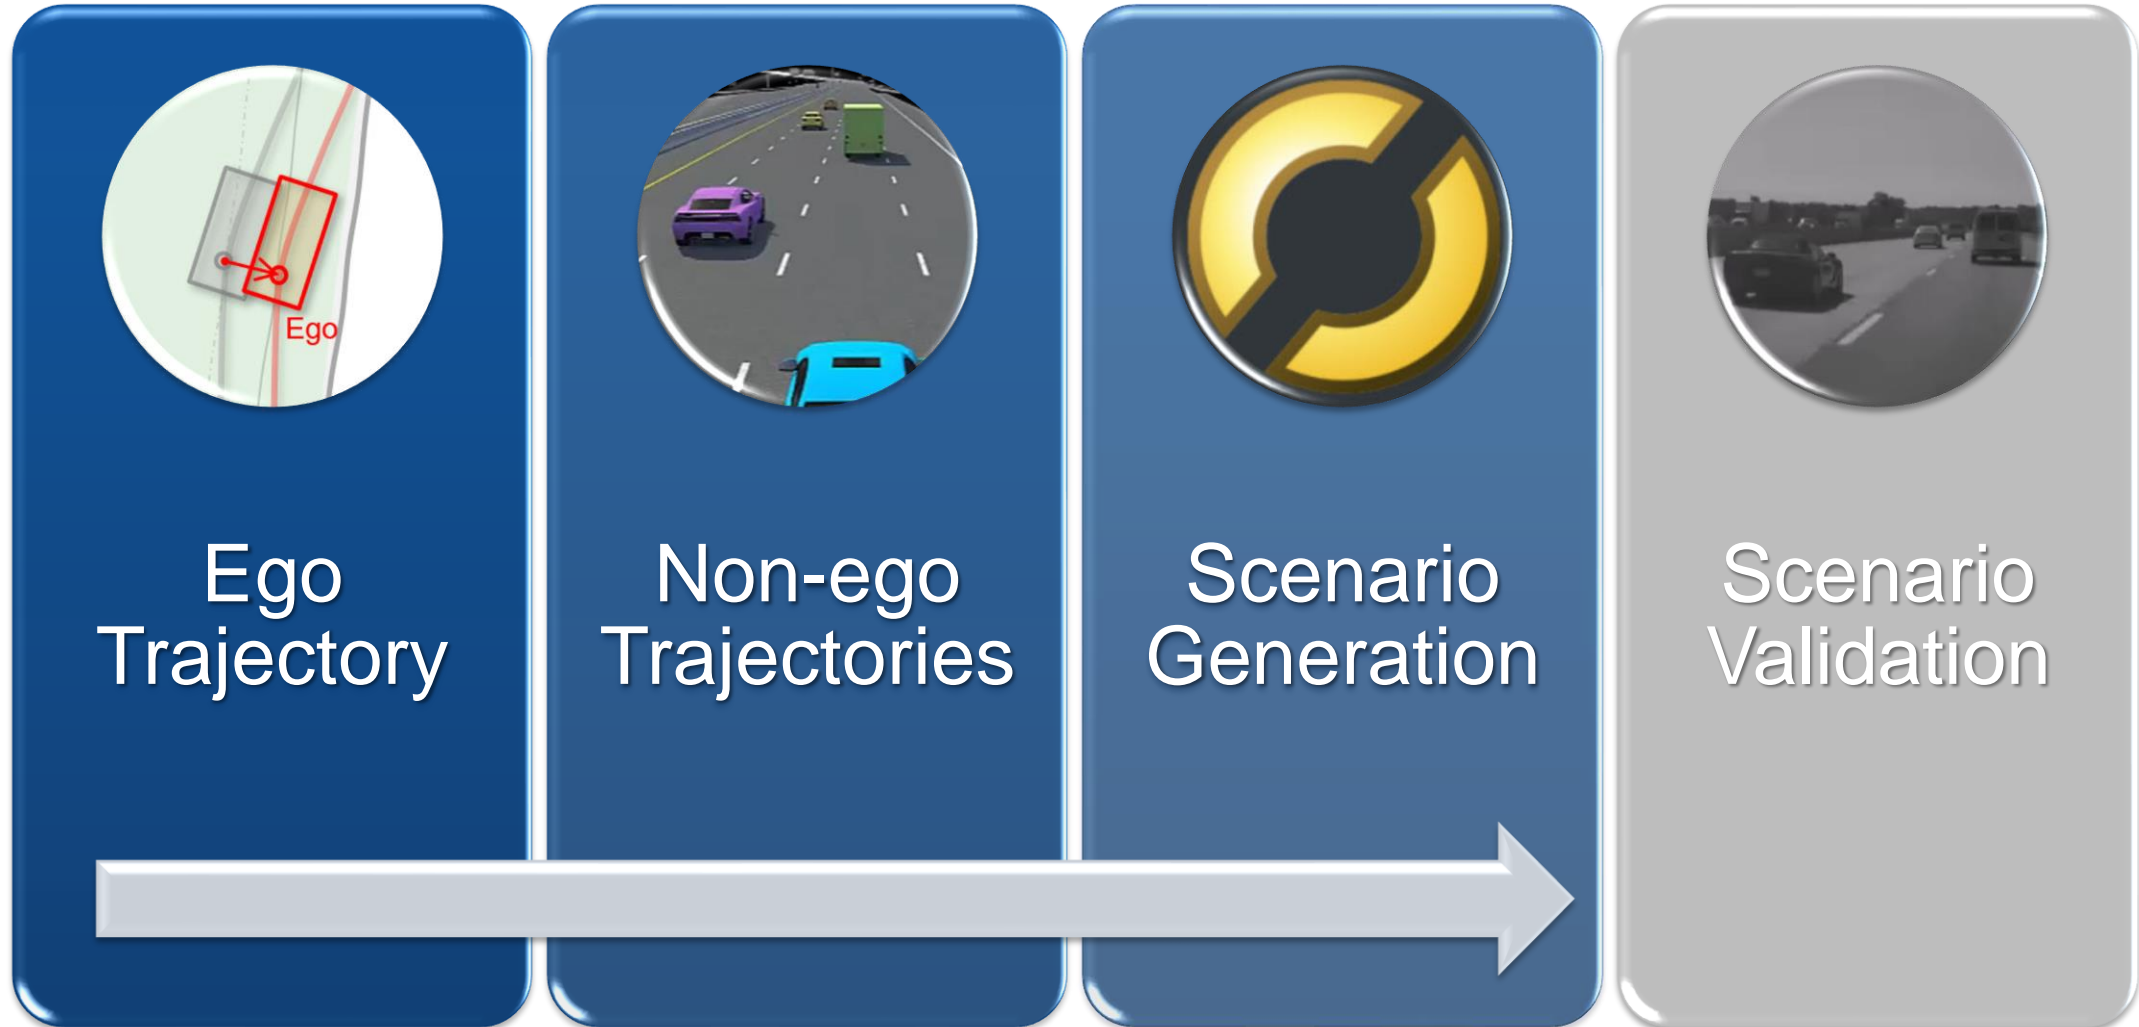 Ego
Ego
Trajectory
Non-ego
Trajectories
Scenario
Generation
Scenario
Validation